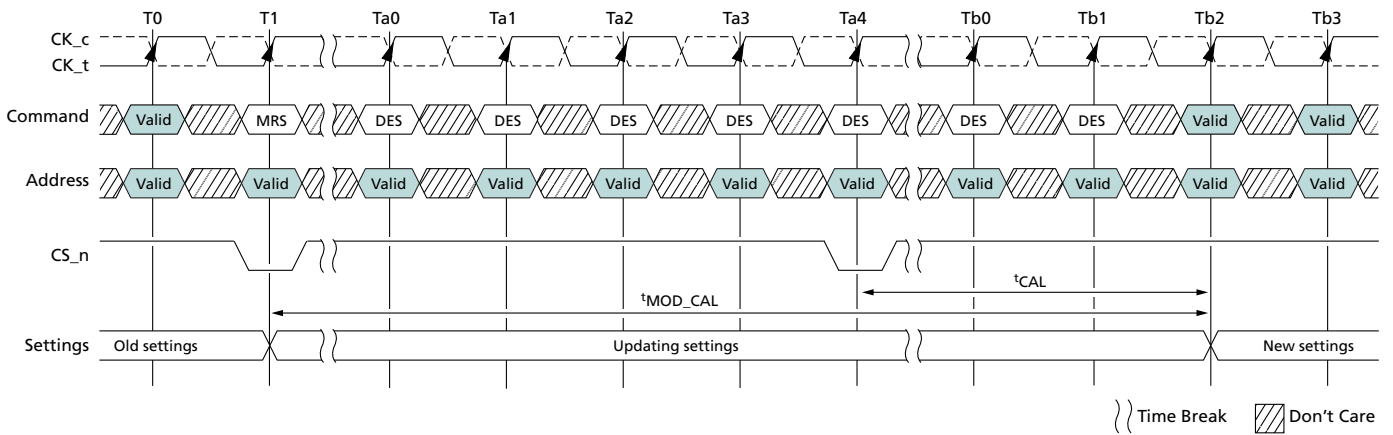 T0 T1 Ta0 Ta1 Ta2 Ta3 Ta4 Tb0 Tb1 Tb2 Tb3
CK_c
CK_t
Command Valid MRS DES DES DES DES DES DES DES Valid Valid
Address Valid Valid Valid Valid Valid Valid Valid Valid Valid Valid Valid
CS_n
tCAL
tMOD_CAL
Settings Old settings Updating settings New settings
Time Break Don't Care